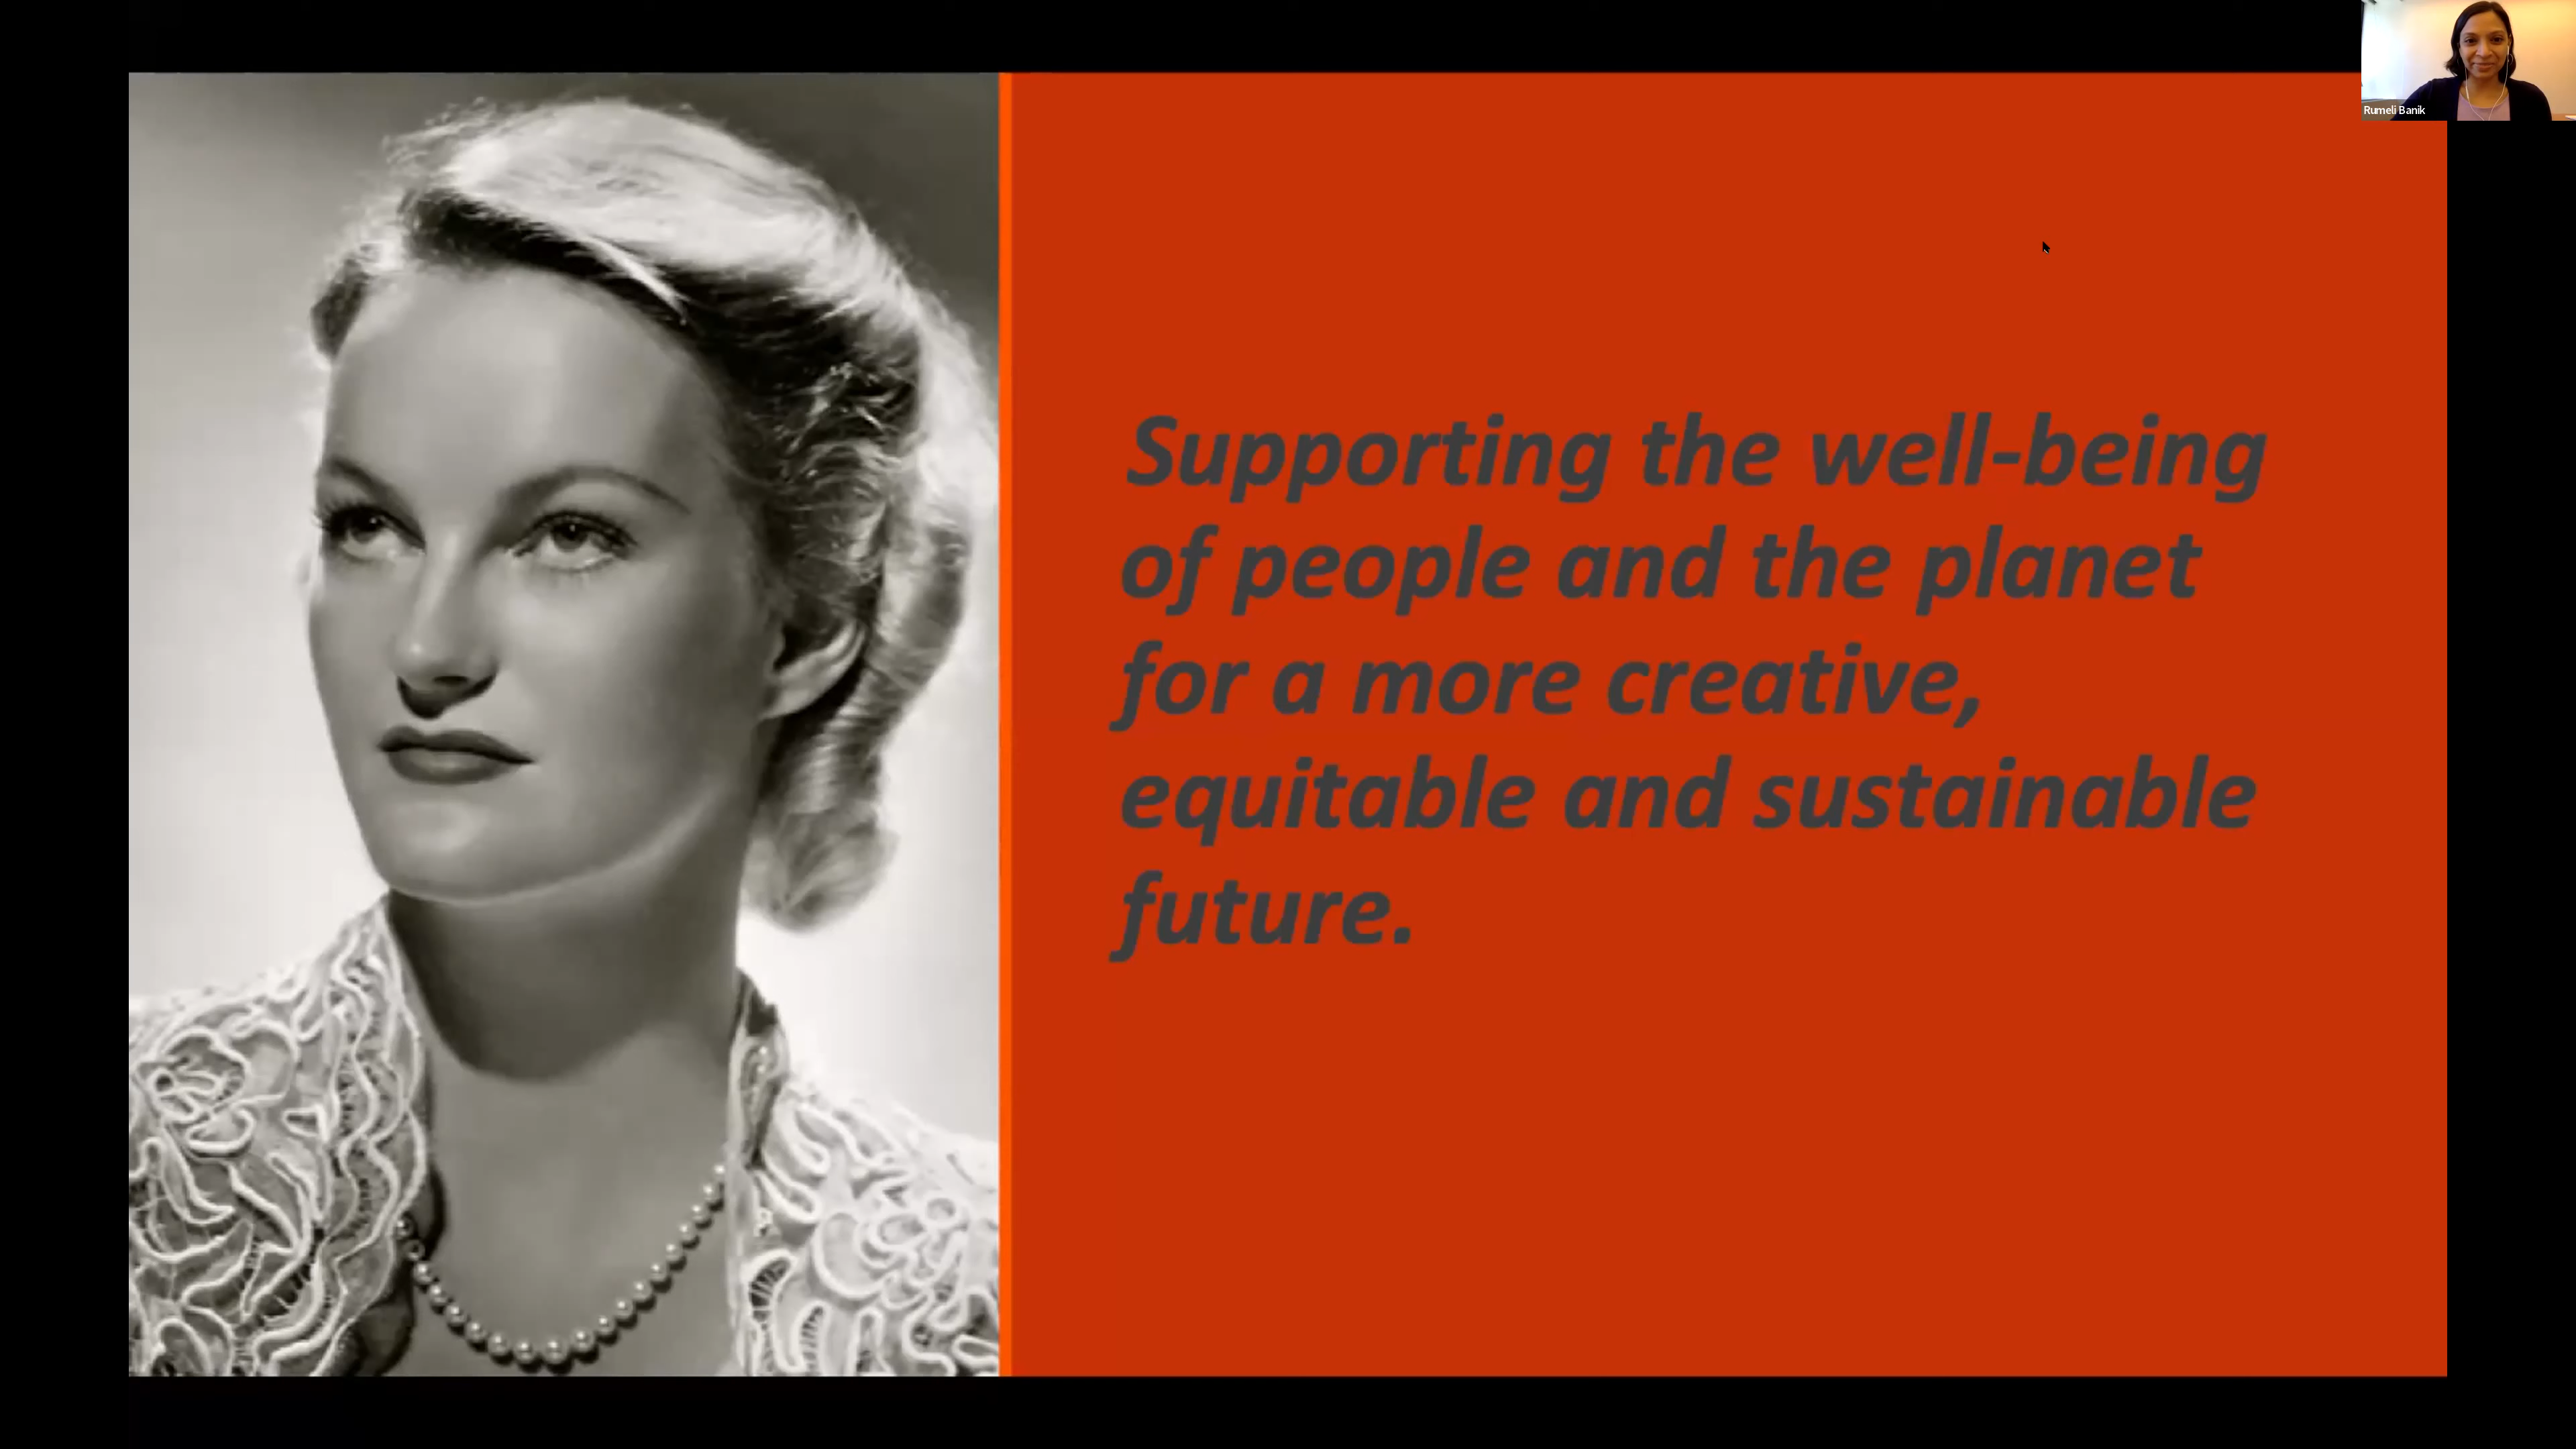 Rumeli Banik
Supporting the well-being
of people and the planet
for a more creative,
equitable and sustainable
future.